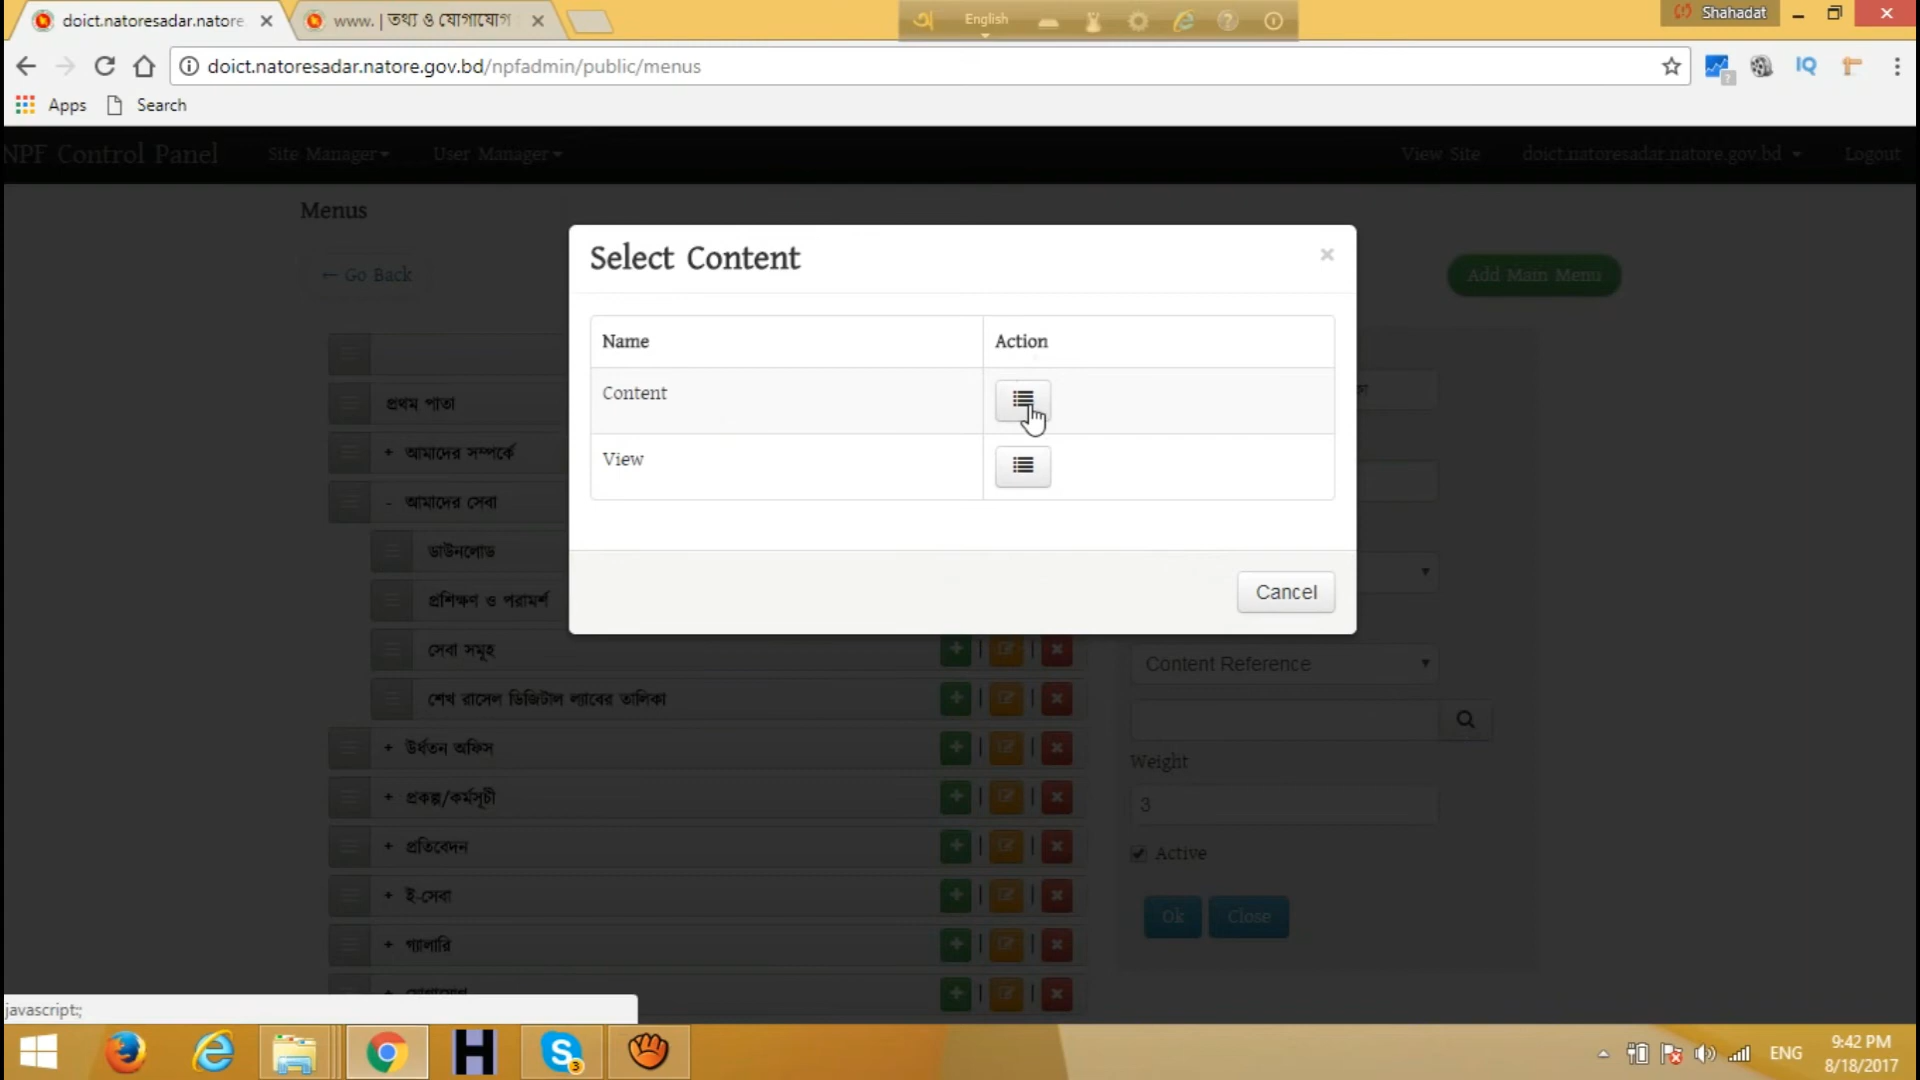 doict.natoresadar.natore
www. | তথ্য ও যোগাযোগ
English
Shahadat
doict.natoresadar.natore.gov.bd/npfadmin/public/menus
IQ
Apps
Search
NPF Control Panel
Site Manager
User Manager
View Site
doict.natoresadar.natore.gov.bd
Logout
Menus
← Go Back
Add Main Menu
Select Content
×
Name
Action
Content
View
Cancel
প্রথম পাতা
+ আমাদের সম্পর্কে
- আমাদের সেবা
ডাউনলোড
প্রশিক্ষণ ও পরামর্শ
সেবা সমূহ
শেখ রাসেল ডিজিটাল ল্যাবের তালিকা
+ উর্ধতন অফিস
+ প্রকল্প/কর্মসূচী
+ প্রতিবেদন
+ ই-সেবা
+ গ্যালারি
+ যোগাযোগ
Content Reference
Weight
3
Active
Ok
Close
javascript:;
H
S
3
ENG
9:42 PM
8/18/2017